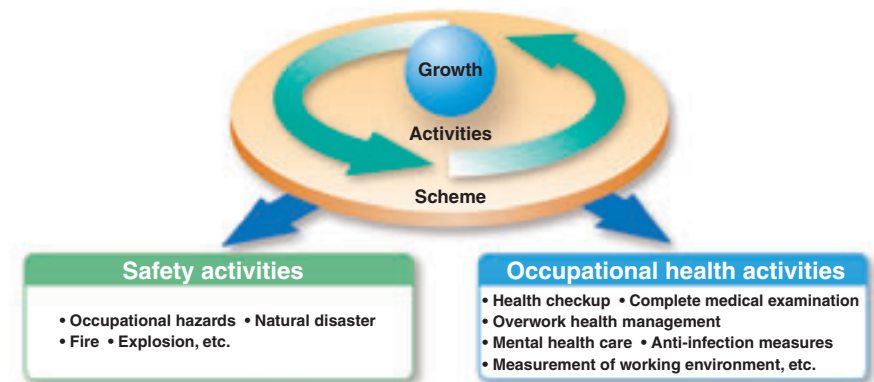 Growth
Activities
Scheme
Safety activities
• Occupational hazards • Natural disaster
• Fire • Explosion, etc.
Occupational health activities
• Health checkup • Complete medical examination
• Overwork health management
• Mental health care • Anti-infection measures
• Measurement of working environment, etc.